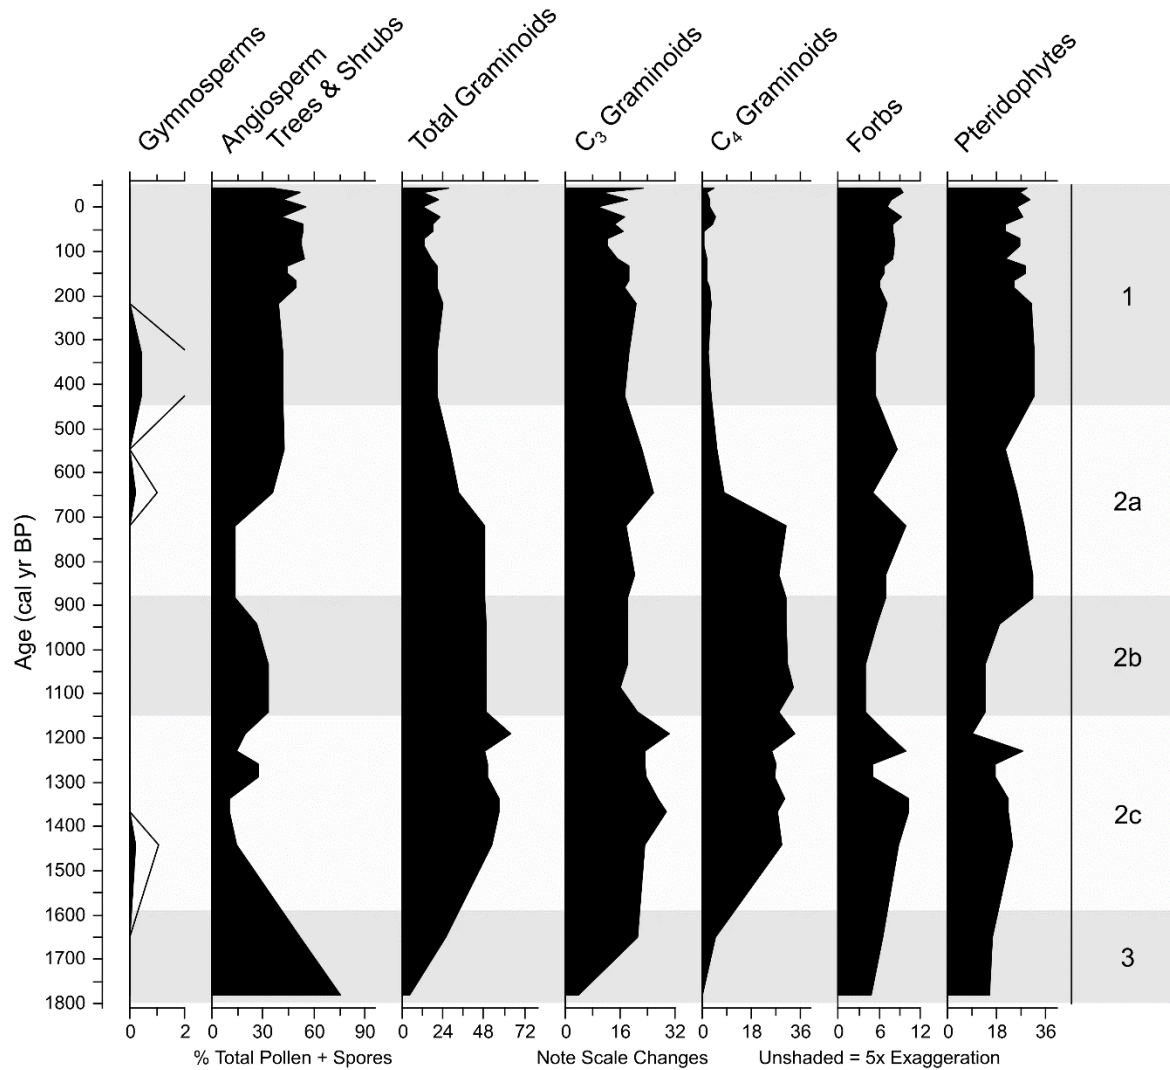 Gymnosperms
Angiosperm
Trees & Shrubs
Total Graminoids
C₃ Graminoids
C₄ Graminoids
Forbs
Pteridophytes
Age (cal yr BP)
0
100
200
300
400
500
600
700
800
900
1000
1100
1200
1300
1400
1500
1600
1700
1800
1
2a
2b
2c
3
0 2 0 30 60 90 0 24 48 72 0 16 32 0 18 36 0 6 12 0 18 36
% Total Pollen + Spores Note Scale Changes Unshaded = 5x Exaggeration